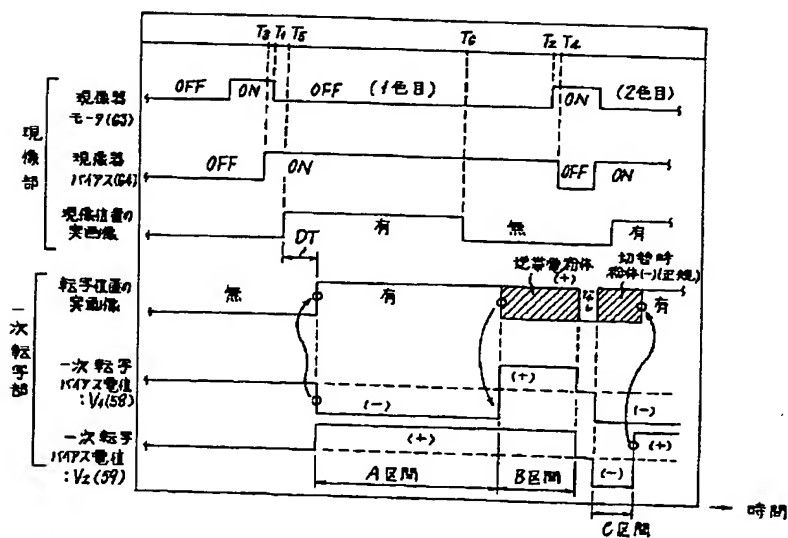 T3 T1 T5 T6 T2 T4
現像部
現像器
モータ(63)
OFF ON OFF (1色目) ON (2色目)
現像器
バイアス(64)
OFF ON OFF ON
現像位置の
実画像
有 無 有
DT
一次転写部
転写位置の
実画像
無 有 逆帯電粉体
(+)
なし
切替時
粉体(-)(正規)
有
一次転写
バイアス電位
:V1(58)
(-) (+) (-)
一次転写
バイアス電位
:V2(59)
(+) (-) (+)
A区間 B区間
C区間
時間